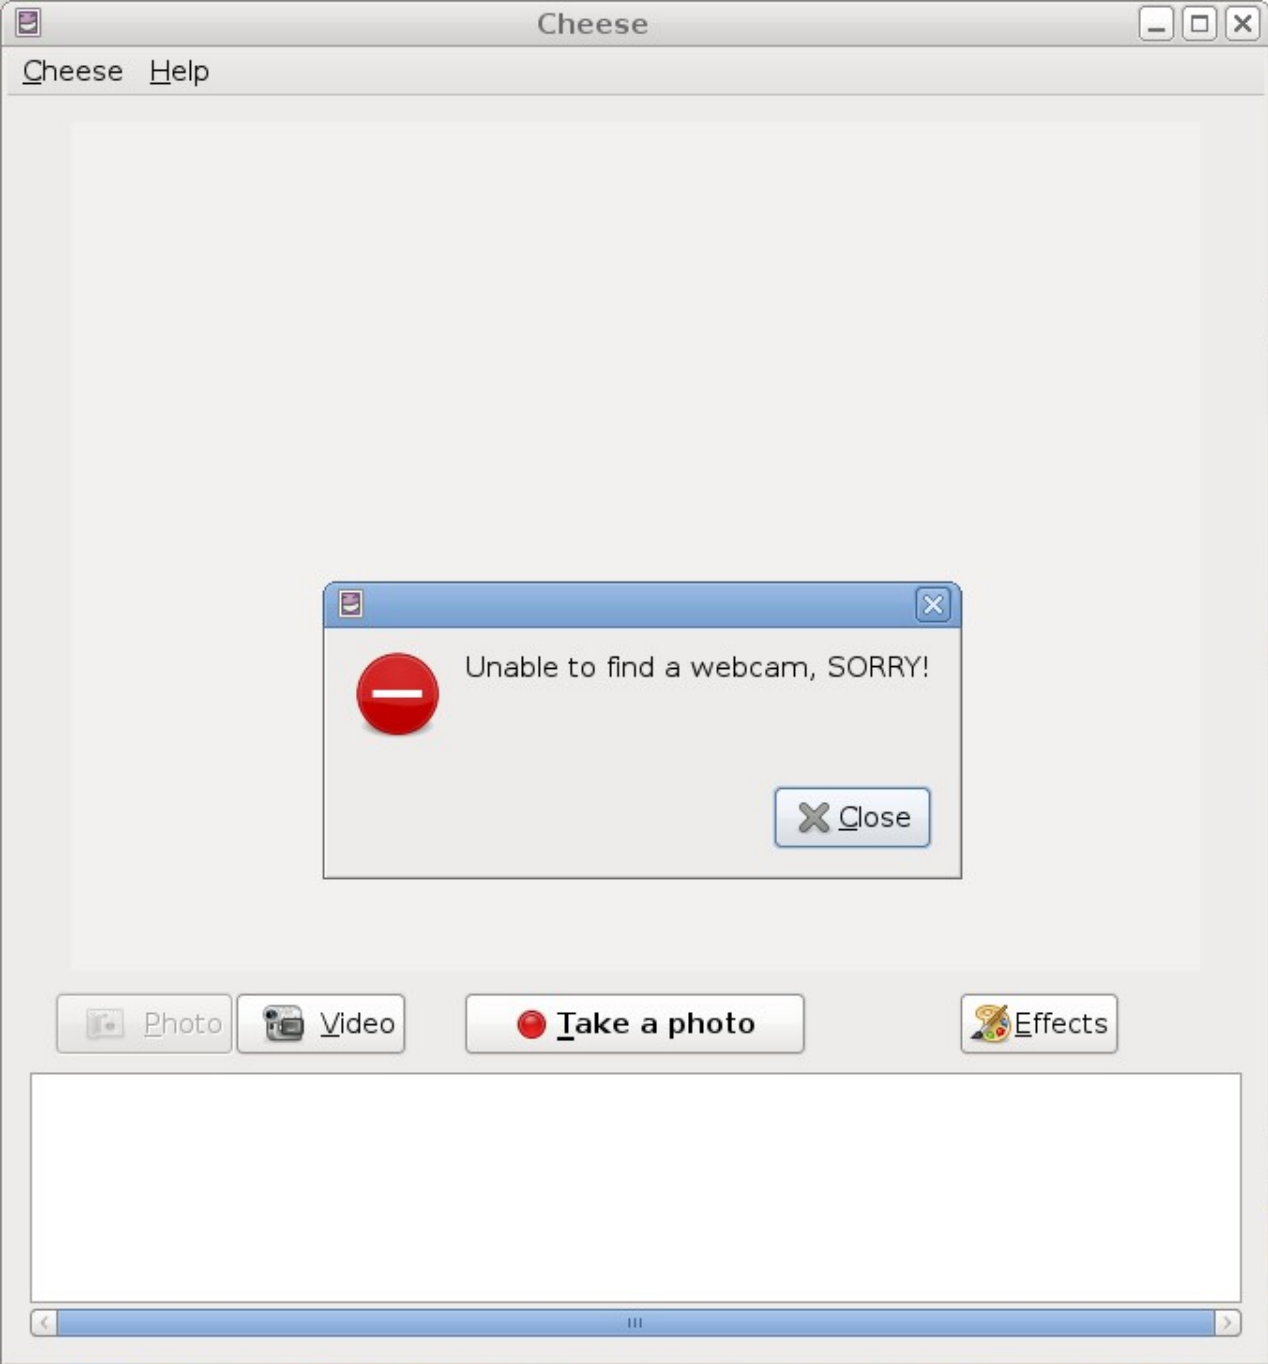 Cheese
Cheese Help
Unable to find a webcam, SORRY!
Close
Photo Video Take a photo Effects